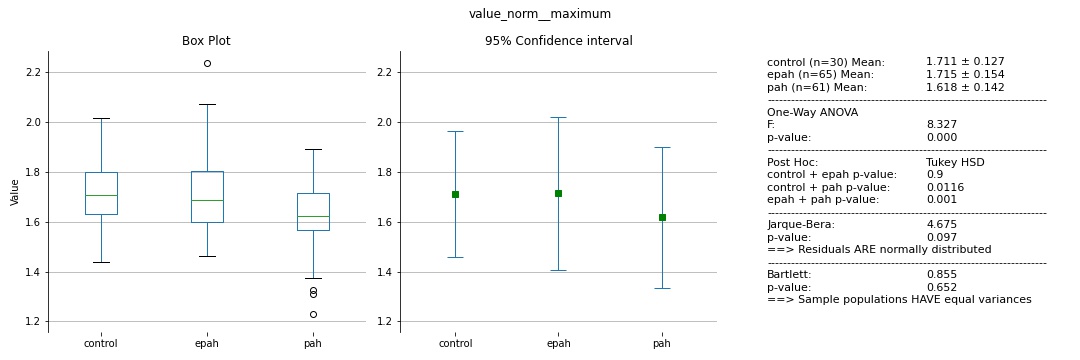 value_norm__maximum
Box Plot
Value
2.2
2.0
1.8
1.6
1.4
1.2
control epah pah
95% Confidence interval
2.2
2.0
1.8
1.6
1.4
1.2
control epah pah
control (n=30) Mean: 1.711 ± 0.127
epah (n=65) Mean: 1.715 ± 0.154
pah (n=61) Mean: 1.618 ± 0.142
One-Way ANOVA
F: 8.327
p-value: 0.000
Post Hoc: Tukey HSD
control + epah p-value: 0.9
control + pah p-value: 0.0116
epah + pah p-value: 0.001
Jarque-Bera: 4.675
p-value: 0.097
==> Residuals ARE normally distributed
Bartlett: 0.855
p-value: 0.652
==> Sample populations HAVE equal variances